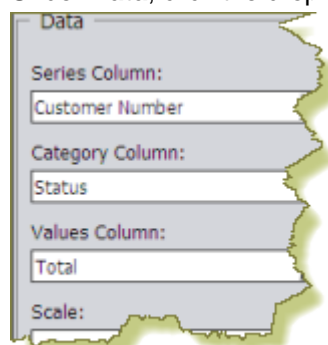 Data
Series Column:
Customer Number
Category Column:
Status
Values Column:
Total
Scale: